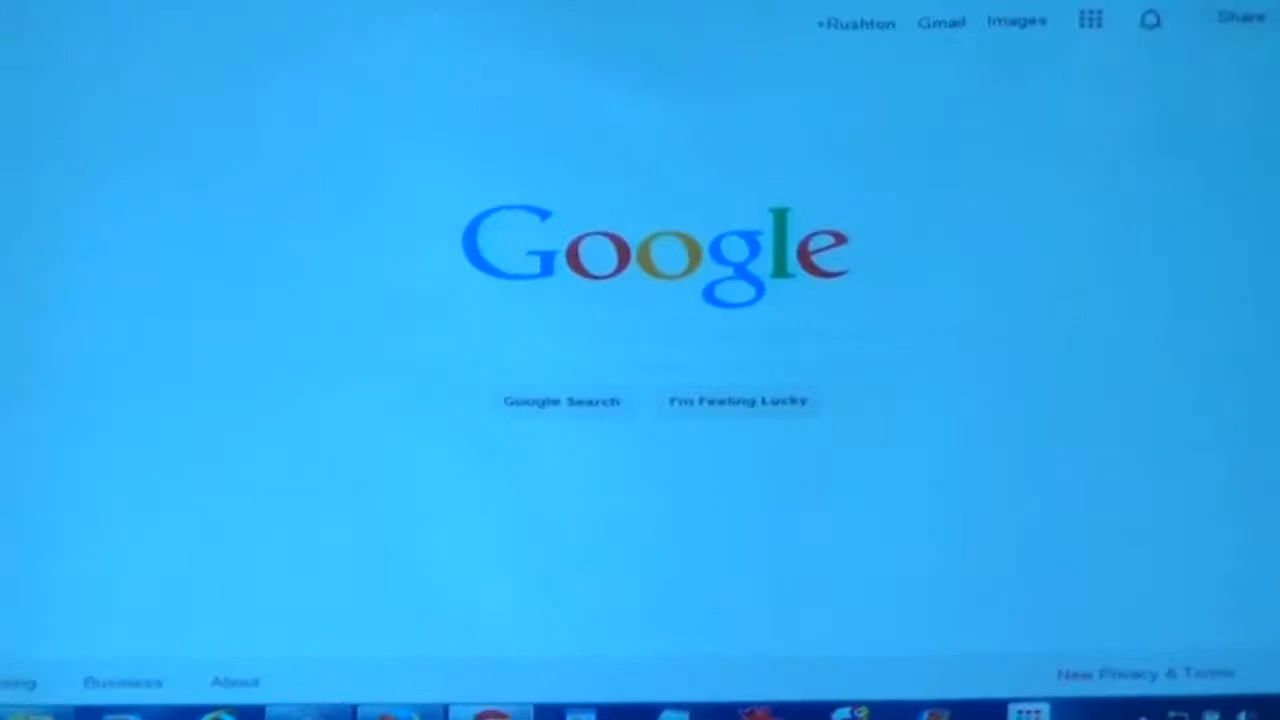 +Rushton Gmail Images Share
Google
Google Search I'm Feeling Lucky
Business About New Privacy & Terms